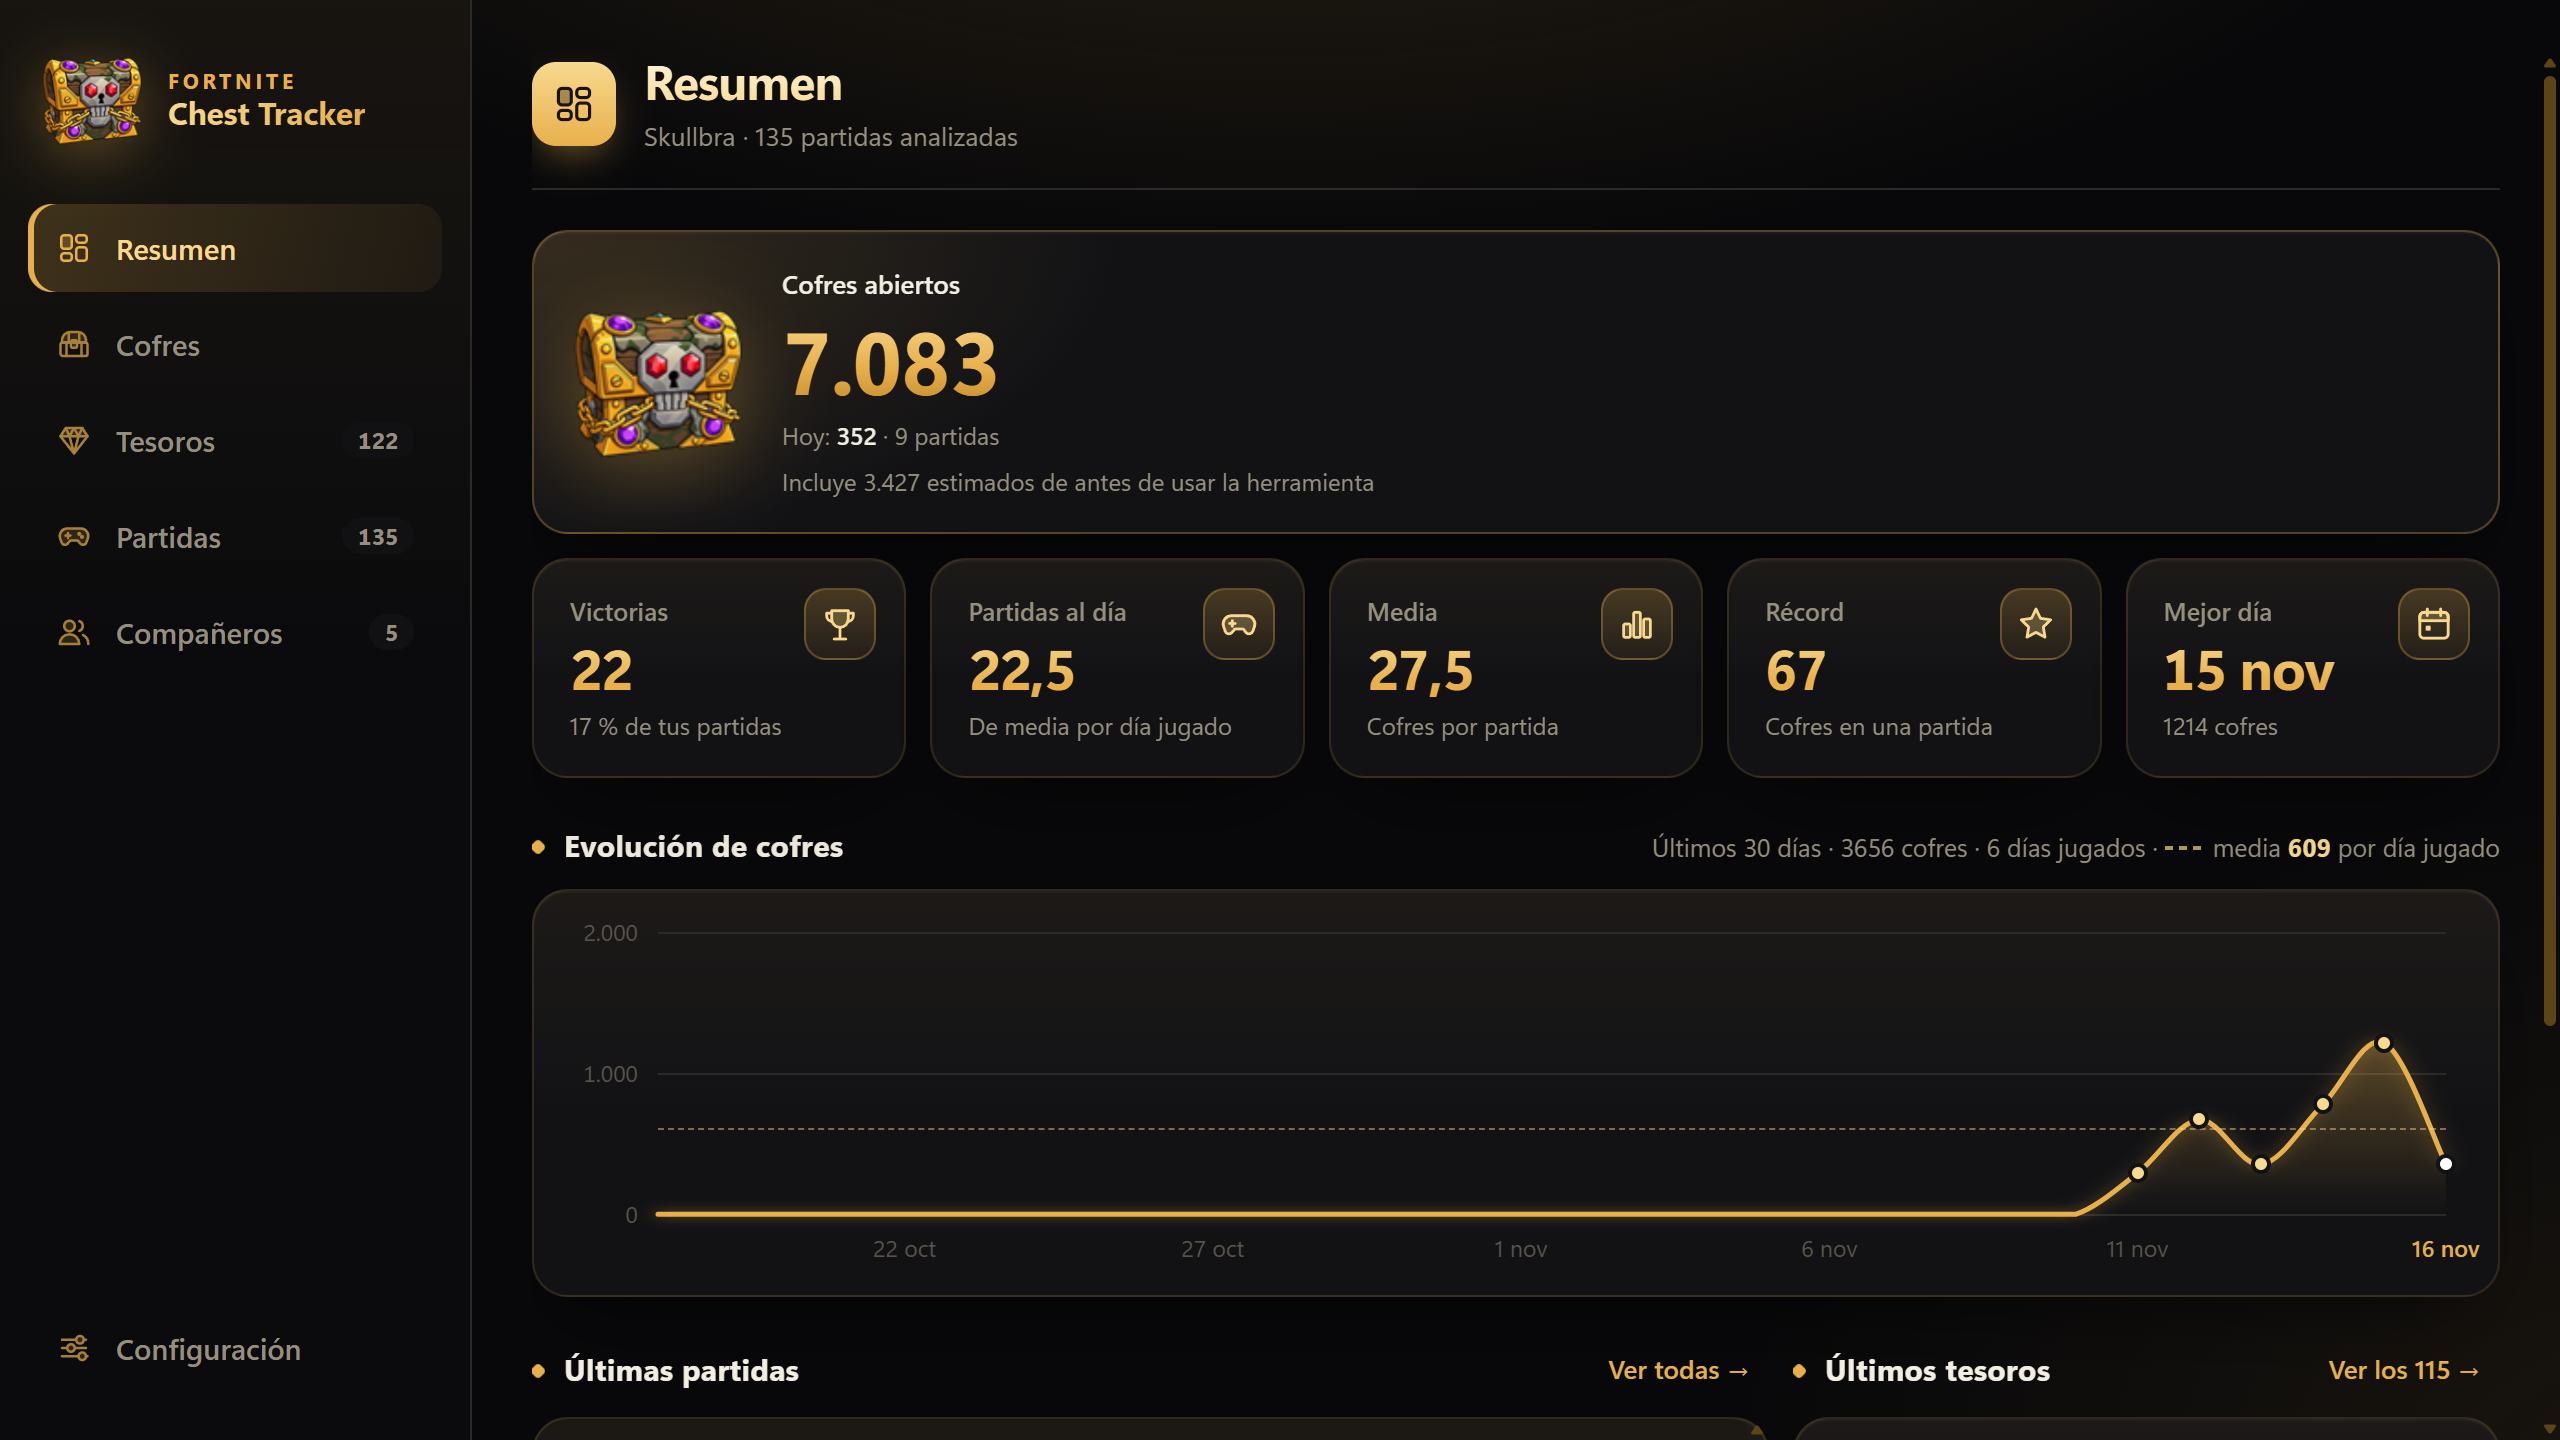 FORTNITE
Chest Tracker
Resumen
Cofres
Tesoros 122
Partidas 135
Compañeros 5
Configuración
Resumen
Skullbra · 135 partidas analizadas
Cofres abiertos
7.083
Hoy: 352 · 9 partidas
Incluye 3.427 estimados de antes de usar la herramienta
Victorias
22
17 % de tus partidas
Partidas al día
22,5
De media por día jugado
Media
27,5
Cofres por partida
Récord
67
Cofres en una partida
Mejor día
15 nov
1214 cofres
Evolución de cofres
Últimos 30 días · 3656 cofres · 6 días jugados · --- media 609 por día jugado
2.000
1.000
0
22 oct 27 oct 1 nov 6 nov 11 nov 16 nov
Últimas partidas
Ver todas →
Últimos tesoros
Ver los 115 →